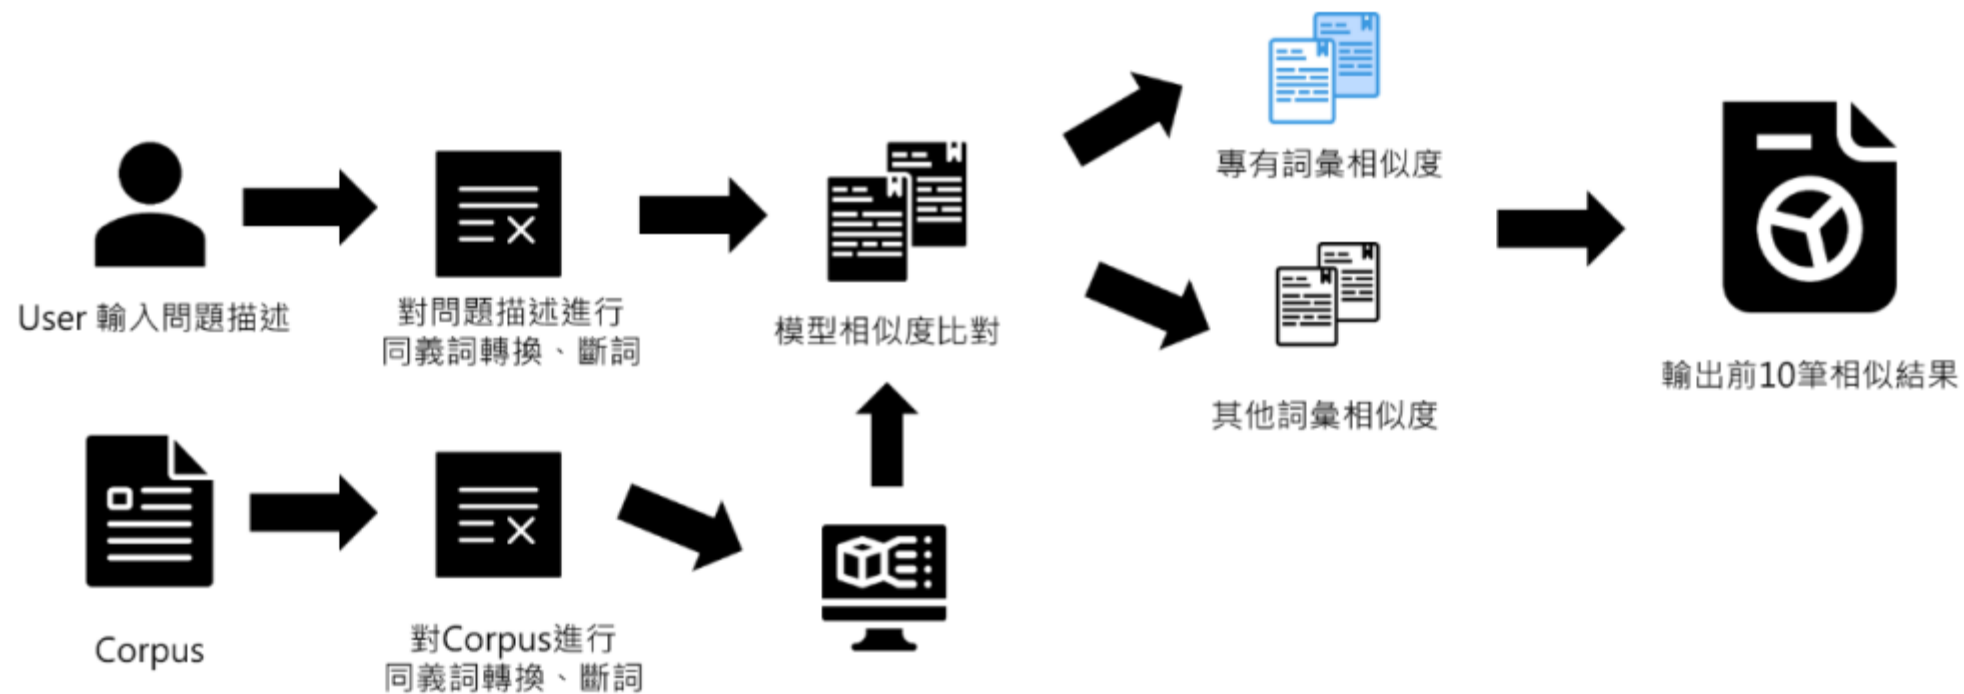 User 輸入問題描述
對問題描述進行
同義詞轉換、斷詞
模型相似度比對
專有詞彙相似度
其他詞彙相似度
輸出前10筆相似結果
Corpus
對Corpus進行
同義詞轉換、斷詞